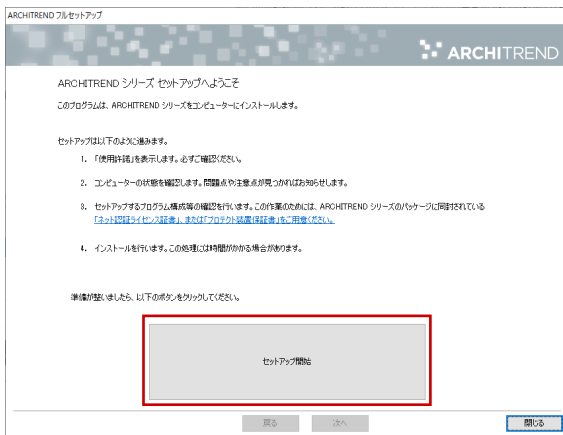 ARCHITREND フルセットアップ
ARCHITREND
ARCHITREND シリーズ セットアップへようこそ
このプログラムは、ARCHITREND シリーズをコンピューターにインストールします。
セットアップは以下のように進みます。
1. 「使用許諾」を表示します。必ずご確認ください。
2. コンピューターの状態を確認します。問題点や注意点が見つかればお知らせします。
3. セットアップするプログラム構成等の確認を行います。この作業のためには、ARCHITREND シリーズのパッケージに同封されている
「ネット認証ライセンス証書」、または「プロテクト装置保証書」をご用意ください。
4. インストールを行います。この処理には時間がかかる場合があります。
準備が整いましたら、以下のボタンをクリックしてください。
セットアップ開始
戻る 次へ 閉じる